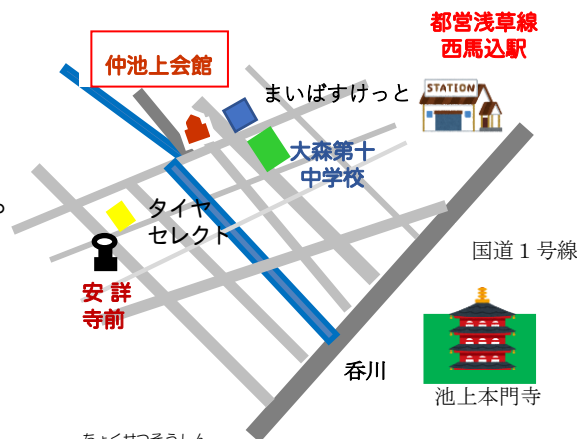 都営浅草線
西馬込駅
仲池上会館
STATION
まいばすけっと
大森第十
中学校
タイヤ
セレクト
国道１号線
安 詳
寺前
呑川
池上本門寺